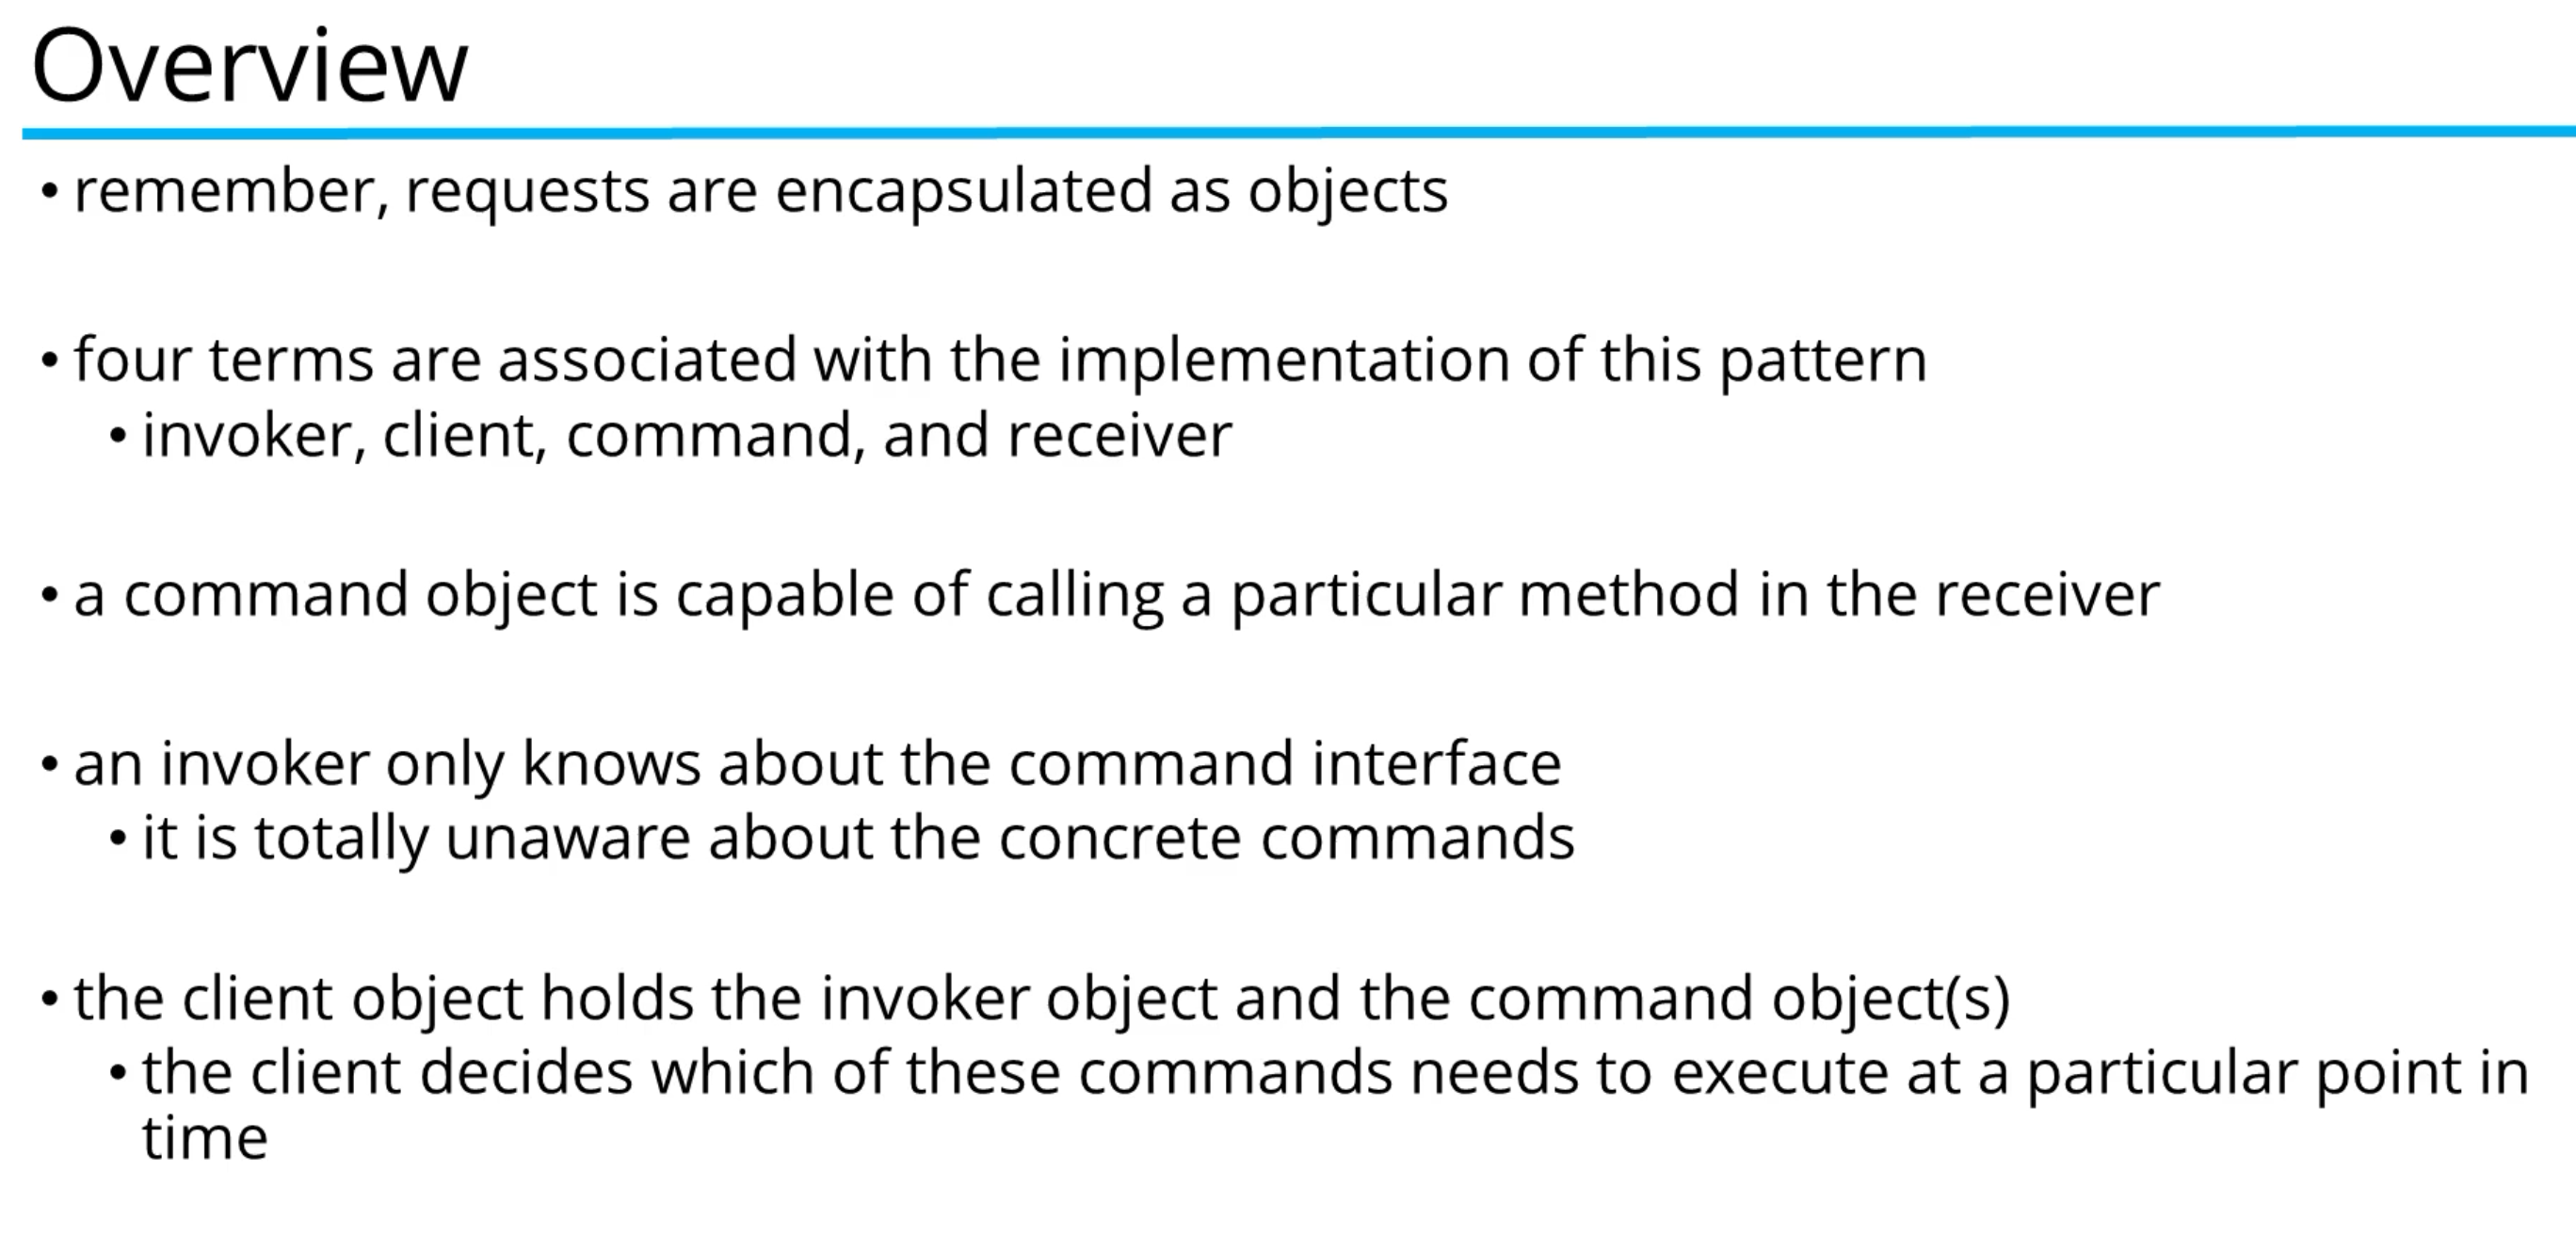 Overview
• remember, requests are encapsulated as objects
• four terms are associated with the implementation of this pattern
• invoker, client, command, and receiver
• a command object is capable of calling a particular method in the receiver
• an invoker only knows about the command interface
• it is totally unaware about the concrete commands
• the client object holds the invoker object and the command object(s)
• the client decides which of these commands needs to execute at a particular point in
time